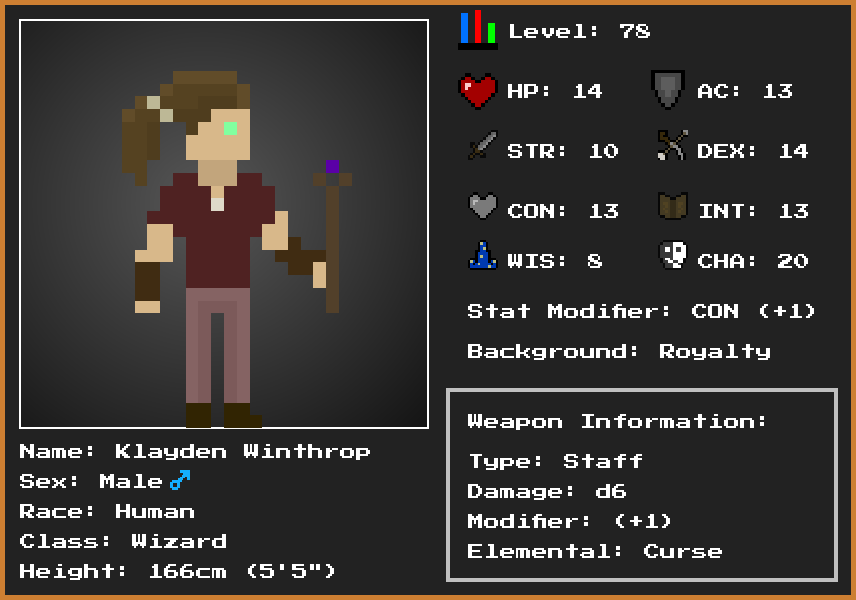 Level: 78
HP: 14
AC: 13
STR: 10
DEX: 14
CON: 13
INT: 13
WIS: 8
CHA: 20
Stat Modifier: CON (+1)
Background: Royalty
Weapon Information:
Type: Staff
Damage: d6
Modifier: (+1)
Elemental: Curse
Name: Klayden Winthrop
Sex: Male ♂
Race: Human
Class: Wizard
Height: 166cm (5'5")